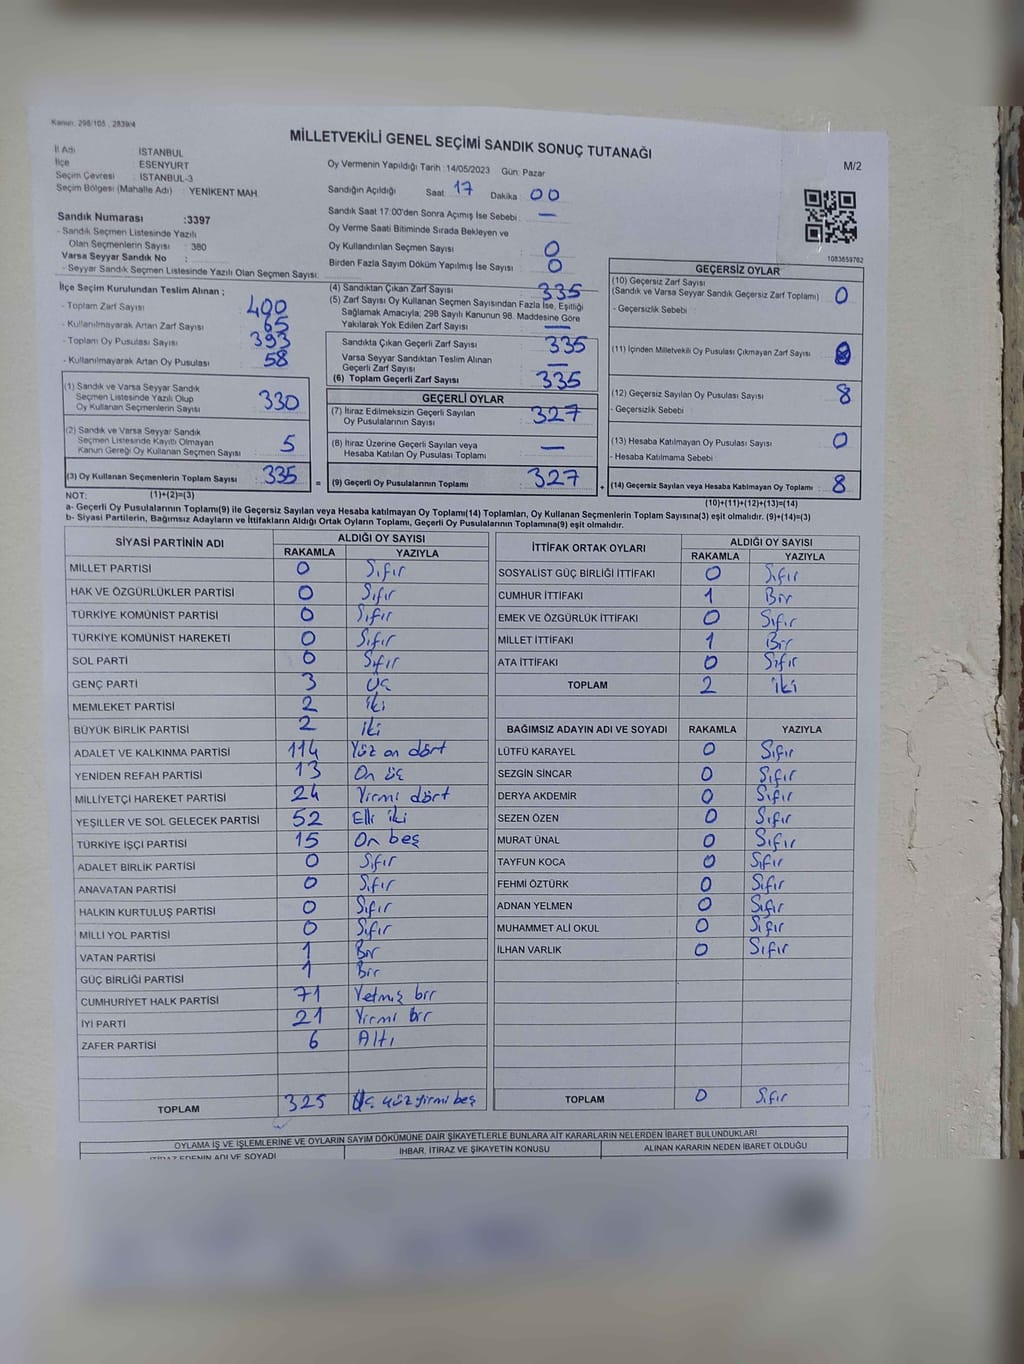 Kanun: 298/105 , 2839/4
MİLLETVEKİLİ GENEL SEÇİMİ SANDIK SONUÇ TUTANAĞI
M/2
İl Adı : İSTANBUL
İlçe : ESENYURT
Seçim Çevresi : İSTANBUL-3
Seçim Bölgesi (Mahalle Adı) : YENİKENT MAH.
Sandık Numarası :3397
- Sandık Seçmen Listesinde Yazılı
Olan Seçmenlerin Sayısı : 380
Varsa Seyyar Sandık No :
- Seyyar Sandık Seçmen Listesinde Yazılı Olan Seçmen Sayısı:
Oy Vermenin Yapıldığı Tarih :14/05/2023 Gün: Pazar
Sandığın Açıldığı Saat: 17 Dakika : 00
Sandık Saat 17:00'den Sonra Açımış İse Sebebi : —
Oy Verme Saati Bitiminde Sırada Bekleyen ve
Oy Kullandırılan Seçmen Sayısı : 0
Birden Fazla Sayım Döküm Yapılmış İse Sayısı : 0
1083659762
İlçe Seçim Kurulundan Teslim Alınan ;
- Toplam Zarf Sayısı : 400
- Kullanılmayarak Artan Zarf Sayısı : 65
- Toplam Oy Pusulası Sayısı : 393
- Kullanılmayarak Artan Oy Pusulası : 58
(1) Sandık ve Varsa Seyyar Sandık
Seçmen Listesinde Yazılı Olup
Oy Kullanan Seçmenlerin Sayısı : 330
(2) Sandık ve Varsa Seyyar Sandık
Seçmen Listesinde Kayıtlı Olmayan
Kanun Gereği Oy Kullanan Seçmen Sayısı : 5
(3) Oy Kullanan Seçmenlerin Toplam Sayısı : 335
(4) Sandıktan Çıkan Zarf Sayısı : 335
(5) Zarf Sayısı Oy Kullanan Seçmen Sayısından Fazla İse, Eşitliği
Sağlamak Amacıyla; 298 Sayılı Kanunun 98. Maddesine Göre
Yakılarak Yok Edilen Zarf Sayısı : —
Sandıkta Çıkan Geçerli Zarf Sayısı : 335
Varsa Seyyar Sandıktan Teslim Alınan
Geçerli Zarf Sayısı : —
(6) Toplam Geçerli Zarf Sayısı : 335
GEÇERLİ OYLAR
(7) İtiraz Edilmeksizin Geçerli Sayılan
Oy Pusulalarının Sayısı : 327
(8) İtiraz Üzerine Geçerli Sayılan veya
Hesaba Katılan Oy Pusulası Toplamı : —
= (9) Geçerli Oy Pusulalarının Toplamı : 327
GEÇERSİZ OYLAR
(10) Geçersiz Zarf Sayısı
(Sandık ve Varsa Seyyar Sandık Geçersiz Zarf Toplamı) : 0
- Geçersizlik Sebebi :
(11) İçinden Milletvekili Oy Pusulası Çıkmayan Zarf Sayısı :
(12) Geçersiz Sayılan Oy Pusulası Sayısı : 8
- Geçersizlik Sebebi :
(13) Hesaba Katılmayan Oy Pusulası Sayısı : 0
- Hesaba Katılmama Sebebi :
+ (14) Geçersiz Sayılan veya Hesaba Katılmayan Oy Toplamı : 8
NOT: (1)+(2)=(3) (10)+(11)+(12)+(13)=(14)
a- Geçerli Oy Pusulalarının Toplamı(9) ile Geçersiz Sayılan veya Hesaba katılmayan Oy Toplamı(14) Toplamları, Oy Kullanan Seçmenlerin Toplam Sayısına(3) eşit olmalıdır. (9)+(14)=(3)
b- Siyasi Partilerin, Bağımsız Adayların ve İttifakların Aldığı Ortak Oyların Toplamı, Geçerli Oy Pusulalarının Toplamına(9) eşit olmalıdır.
SİYASİ PARTİNİN ADI ALDIĞI OY SAYISI
RAKAMLA YAZIYLA
MİLLET PARTİSİ 0 Sıfır
HAK VE ÖZGÜRLÜKLER PARTİSİ 0 Sıfır
TÜRKİYE KOMÜNİST PARTİSİ 0 Sıfır
TÜRKİYE KOMÜNİST HAREKETİ 0 Sıfır
SOL PARTİ 0 Sıfır
GENÇ PARTİ 3 Üç
MEMLEKET PARTİSİ 2 İki
BÜYÜK BİRLİK PARTİSİ 2 İki
ADALET VE KALKINMA PARTİSİ 114 Yüz on dört
YENİDEN REFAH PARTİSİ 13 On üç
MİLLİYETÇİ HAREKET PARTİSİ 24 Yirmi dört
YEŞİLLER VE SOL GELECEK PARTİSİ 52 Elli iki
TÜRKİYE İŞÇİ PARTİSİ 15 On beş
ADALET BİRLİK PARTİSİ 0 Sıfır
ANAVATAN PARTİSİ 0 Sıfır
HALKIN KURTULUŞ PARTİSİ 0 Sıfır
MİLLİ YOL PARTİSİ 0 Sıfır
VATAN PARTİSİ 1 Bir
GÜÇ BİRLİĞİ PARTİSİ 1 Bir
CUMHURİYET HALK PARTİSİ 71 Yetmiş bir
İYİ PARTİ 21 Yirmi bir
ZAFER PARTİSİ 6 Altı
TOPLAM 325 Üç yüz yirmi beş
İTTİFAK ORTAK OYLARI ALDIĞI OY SAYISI
RAKAMLA YAZIYLA
SOSYALİST GÜÇ BİRLİĞİ İTTİFAKI 0 Sıfır
CUMHUR İTTİFAKI 1 Bir
EMEK VE ÖZGÜRLÜK İTTİFAKI 0 Sıfır
MİLLET İTTİFAKI 1 Bir
ATA İTTİFAKI 0 Sıfır
TOPLAM 2 İki
BAĞIMSIZ ADAYIN ADI VE SOYADI RAKAMLA YAZIYLA
LÜTFÜ KARAYEL 0 Sıfır
SEZGİN SİNCAR 0 Sıfır
DERYA AKDEMİR 0 Sıfır
SEZEN ÖZEN 0 Sıfır
MURAT ÜNAL 0 Sıfır
TAYFUN KOCA 0 Sıfır
FEHMİ ÖZTÜRK 0 Sıfır
ADNAN YELMEN 0 Sıfır
MUHAMMET ALİ OKUL 0 Sıfır
İLHAN VARLIK 0 Sıfır
TOPLAM 0 Sıfır
OYLAMA İŞ VE İŞLEMLERİNE VE OYLARIN SAYIM DÖKÜMÜNE DAİR ŞİKAYETLERLE BUNLARA AİT KARARLARIN NELERDEN İBARET BULUNDUKLARI
İTİRAZ EDENİN ADI VE SOYADI İHBAR, İTİRAZ VE ŞİKAYETİN KONUSU ALINAN KARARIN NEDEN İBARET OLDUĞU